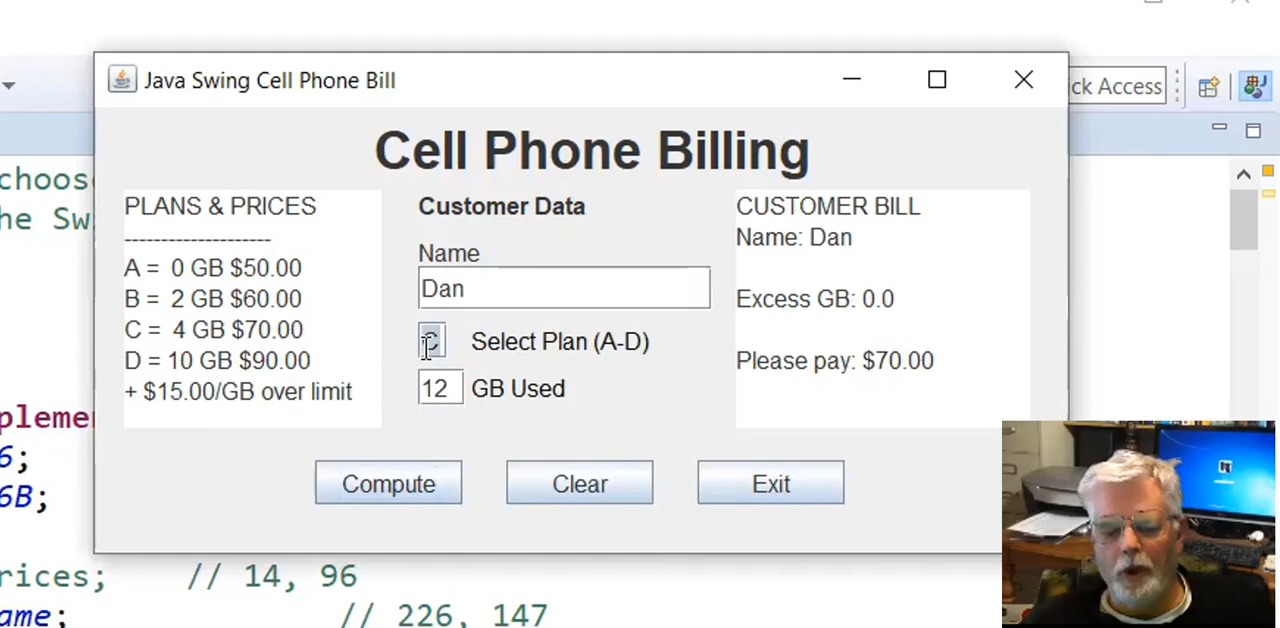 Java Swing Cell Phone Bill
ck Access
Cell Phone Billing
choos
he Sw
PLANS & PRICES
--------------------
A =  0 GB $50.00
B =  2 GB $60.00
C =  4 GB $70.00
D = 10 GB $90.00
+ $15.00/GB over limit
Customer Data
Name
Dan
C Select Plan (A-D)
12 GB Used
CUSTOMER BILL
Name: Dan
Excess GB: 0.0
Please pay: $70.00
Compute
Clear
Exit
pleme
6;
6B;
rices; // 14, 96
ame; // 226, 147